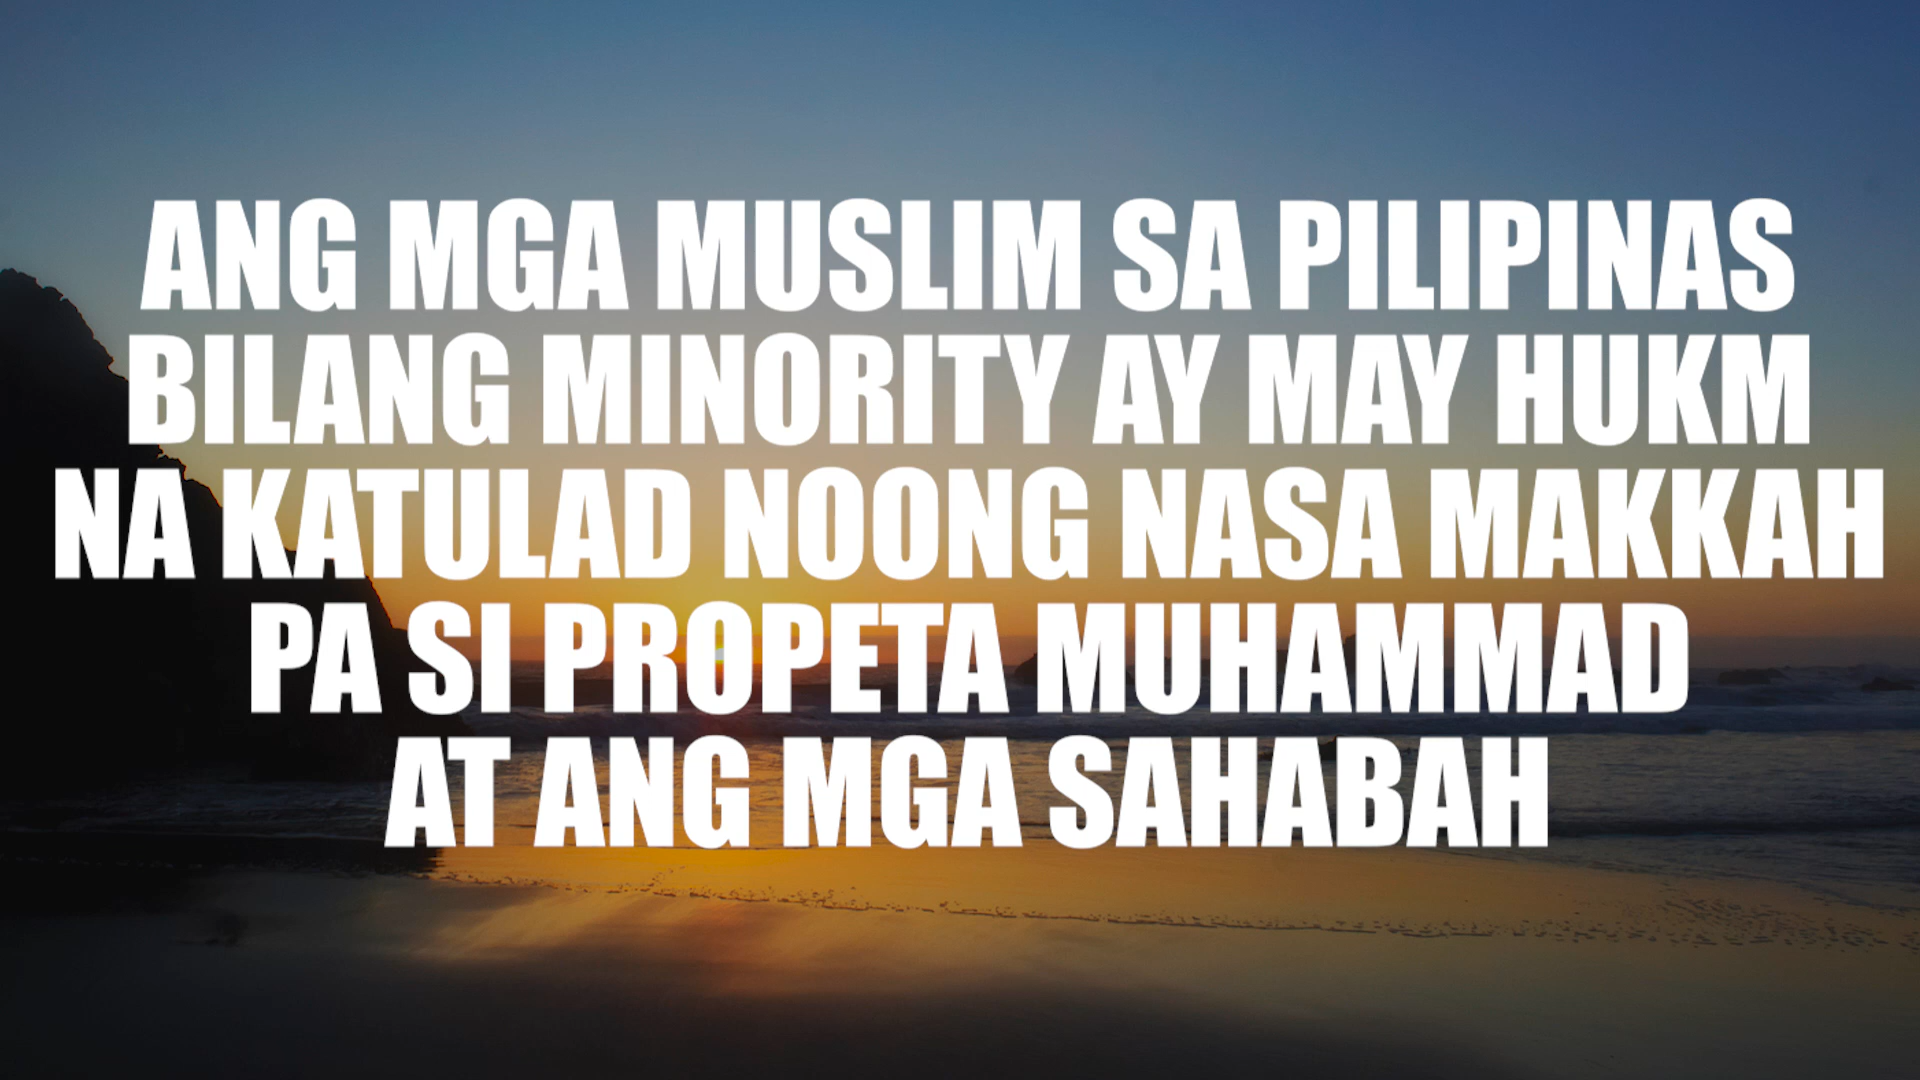 ANG MGA MUSLIM SA PILIPINAS
BILANG MINORITY AY MAY HUKM
NA KATULAD NOONG NASA MAKKAH
PA SI PROPETA MUHAMMAD
AT ANG MGA SAHABAH